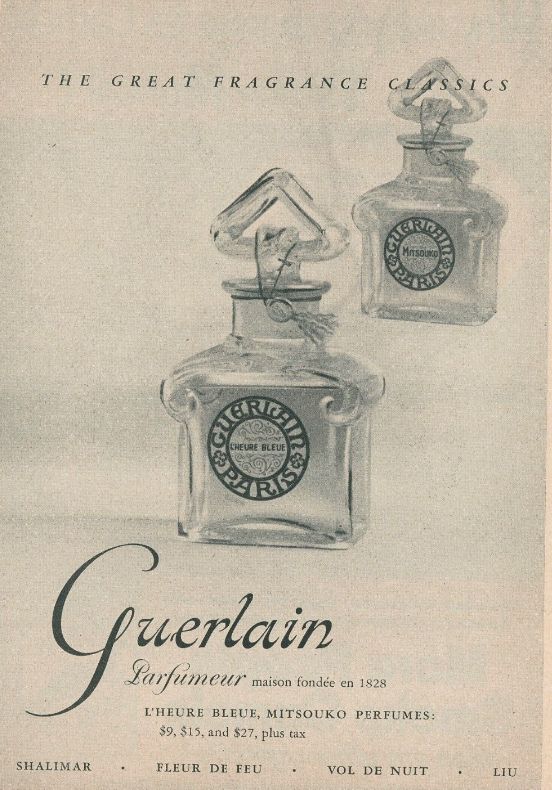 THE GREAT FRAGRANCE CLASSICS
GUERLAIN
MITSOUKO
PARIS
GUERLAIN
L'HEURE BLEUE
PARIS
Guerlain
Parfumeur maison fondée en 1828
L'HEURE BLEUE, MITSOUKO PERFUMES:
$9, $15, and $27, plus tax
SHALIMAR · FLEUR DE FEU · VOL DE NUIT · LIU